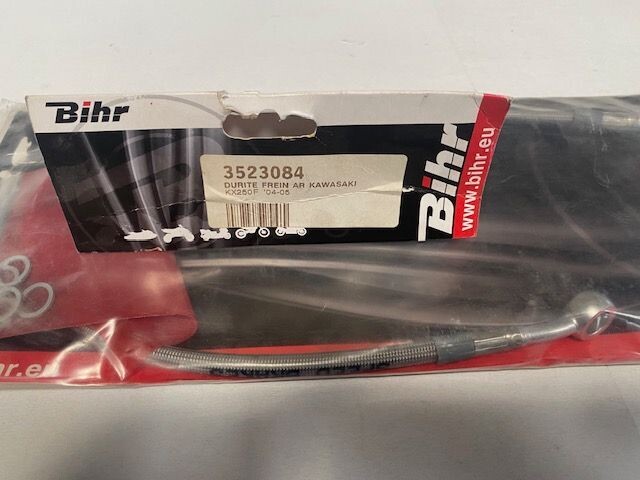 Bihr
3523084
DURITE FREIN AR KAWASAKI
KX250F '04-05
Bihr
www.bihr.eu
hr.eu